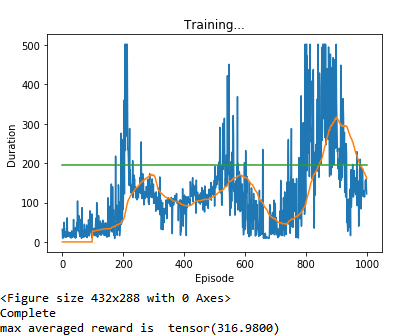 Training...
500
400
300
200
100
0
Duration
0 200 400 600 800 1000
Episode
<Figure size 432x288 with 0 Axes>
Complete
max averaged reward is  tensor(316.9800)